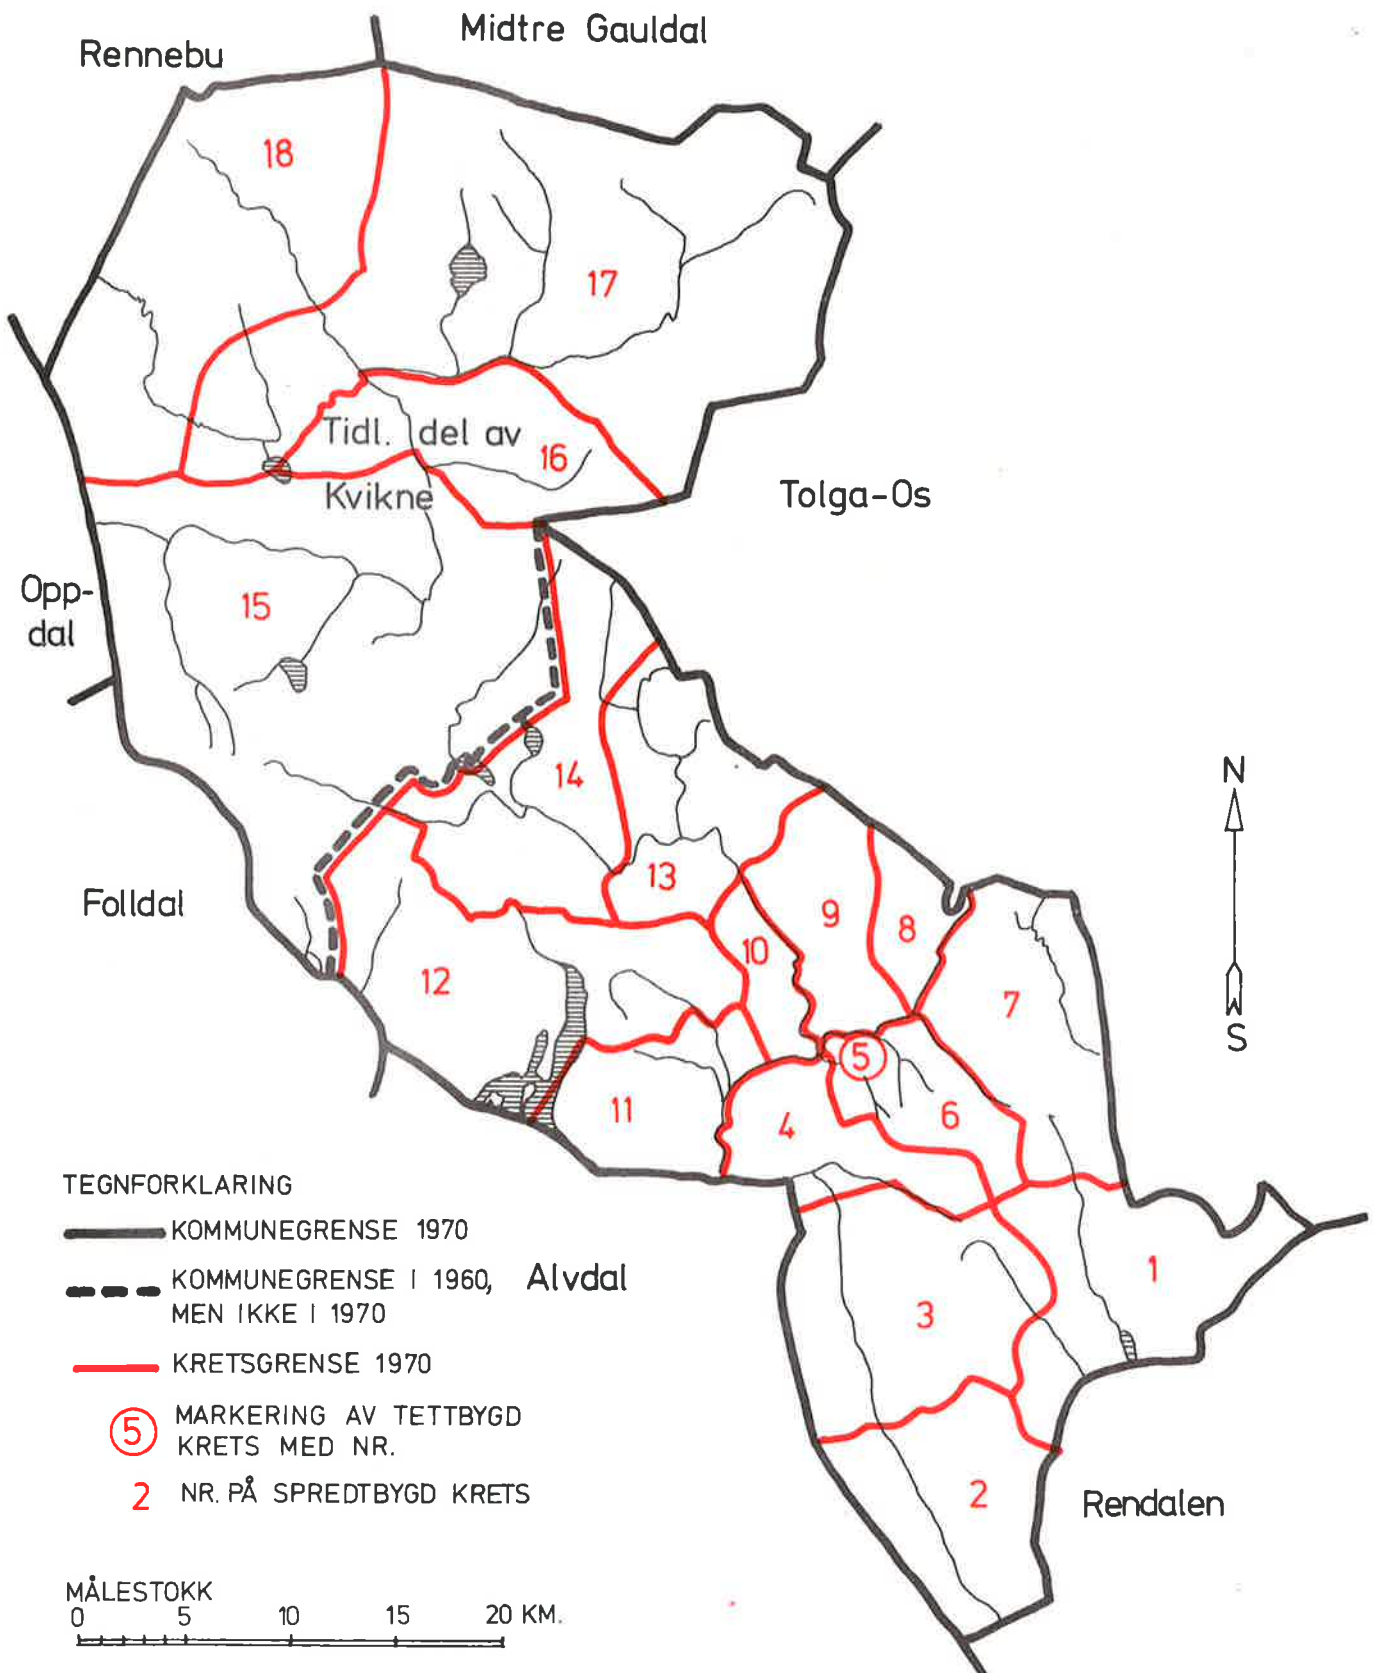 Midtre Gauldal
Rennebu
18
17
Tidl. del av
16
Kvikne
Tolga-Os
Opp-
dal
15
14
N
13
Folldal
9
8
10
12
7
S
5
11
4
6
TEGNFORKLARING
KOMMUNEGRENSE 1970
KOMMUNEGRENSE I 1960,
MEN IKKE I 1970
Alvdal
1
3
KRETSGRENSE 1970
5 MARKERING AV TETTBYGD
KRETS MED NR.
2 NR. PÅ SPREDTBYGD KRETS
2
Rendalen
MÅLESTOKK
0 5 10 15 20 KM.